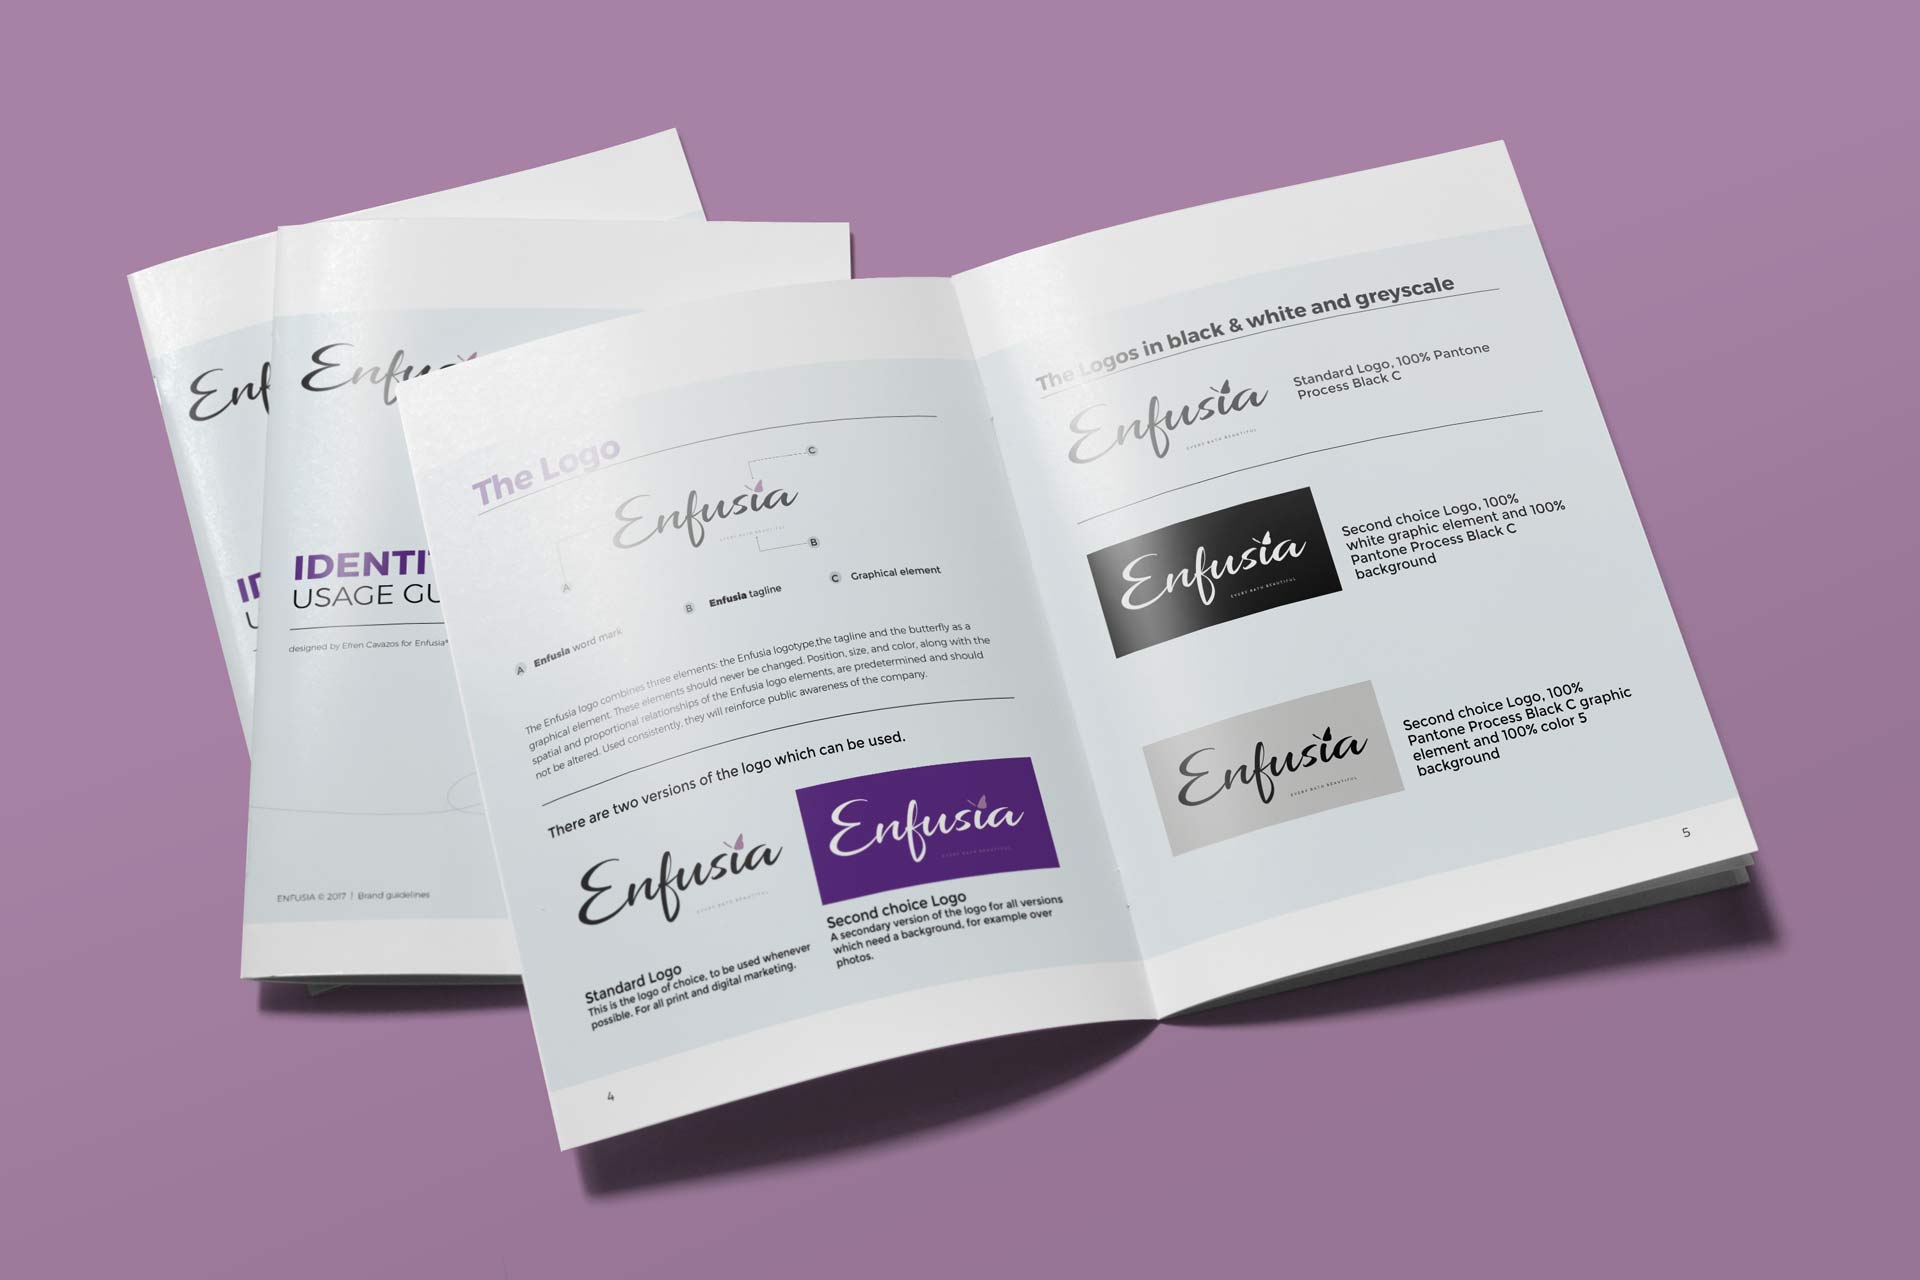 Enf
Enfusia
IDENTI
USAGE GU
designed by Efren Cavazos for Enfusia®
ENFUSIA © 2017 | Brand guidelines
The Logo
C
Enfusia
EVERY BATH BEAUTIFUL
B
A
A Enfusia word mark
B Enfusia tagline
C Graphical element
The Enfusia logo combines three elements: the Enfusia logotype,the tagline and the butterfly as a
graphical element. These elements should never be changed. Position, size, and color, along with the
spatial and proportional relationships of the Enfusia logo elements, are predetermined and should
not be altered. Used consistently, they will reinforce public awareness of the company.
There are two versions of the logo which can be used.
Enfusia
EVERY BATH BEAUTIFUL
Standard Logo
This is the logo of choice, to be used whenever
possible. For all print and digital marketing.
Enfusia
EVERY BATH BEAUTIFUL
Second choice Logo
A secondary version of the logo for all versions
which need a background, for example over
photos.
4
The Logos in black & white and greyscale
Enfusia
EVERY BATH BEAUTIFUL
Standard Logo, 100% Pantone
Process Black C
Enfusia
EVERY BATH BEAUTIFUL
Second choice Logo, 100%
white graphic element and 100%
Pantone Process Black C
background
Enfusia
EVERY BATH BEAUTIFUL
Second choice Logo, 100%
Pantone Process Black C graphic
element and 100% color 5
background
5